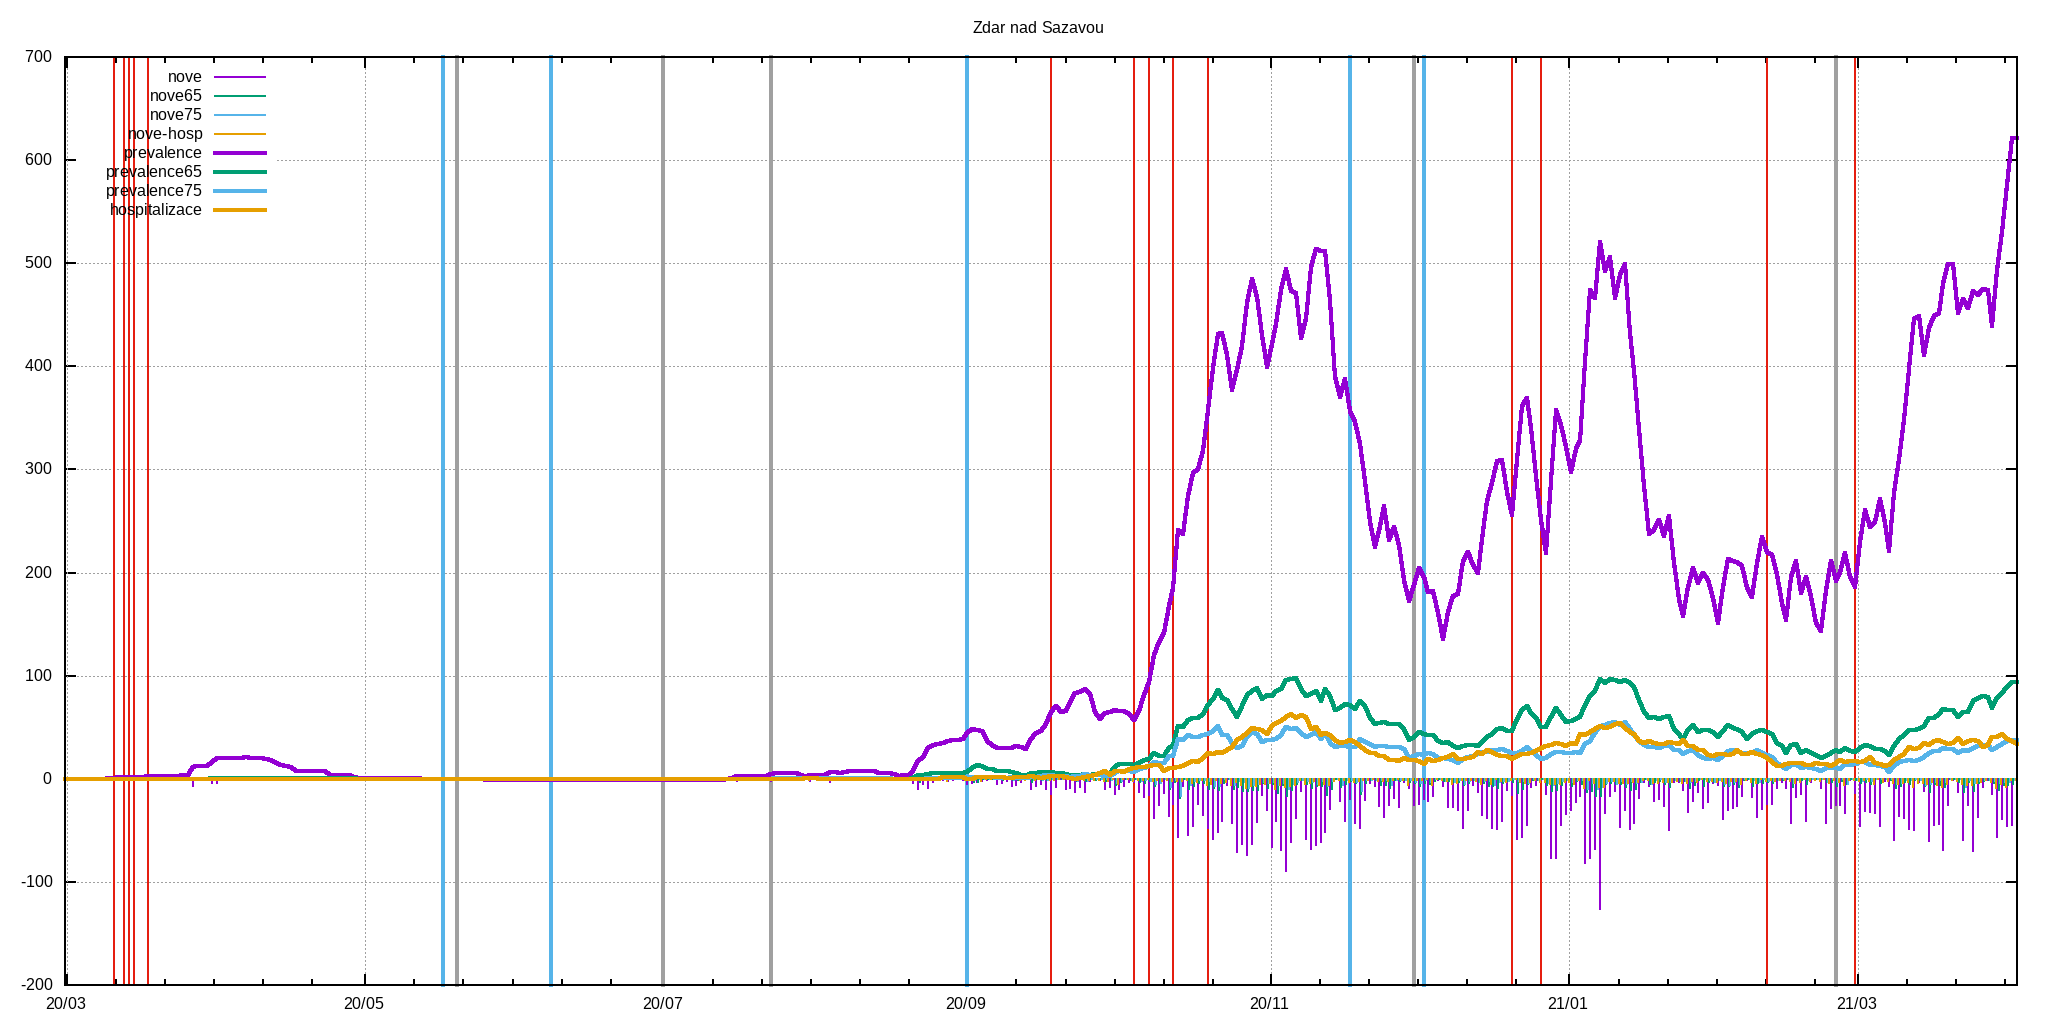 Zdar nad Sazavou
700
600
500
400
300
200
100
0
-100
-200
nove
nove65
nove75
nove-hosp
prevalence
prevalence65
prevalence75
hospitalizace
20/03 20/05 20/07 20/09 20/11 21/01 21/03